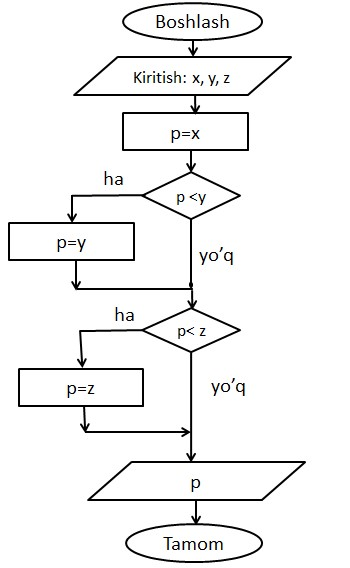 Boshlash
Kiritish: x, y, z
p=x
ha
p <y
p=y
yo’q
ha
p< z
p=z
yo’q
p
Tamom